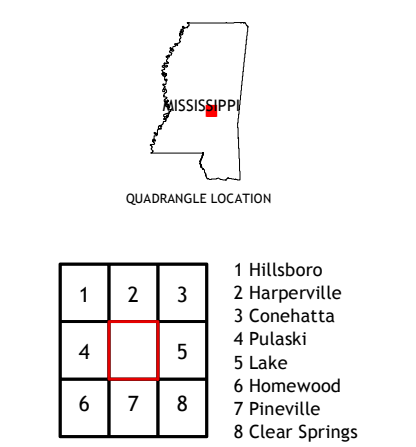 MISSISSIPPI
QUADRANGLE LOCATION
1 2 3
4 5
6 7 8
1 Hillsboro
2 Harperville
3 Conehatta
4 Pulaski
5 Lake
6 Homewood
7 Pineville
8 Clear Springs